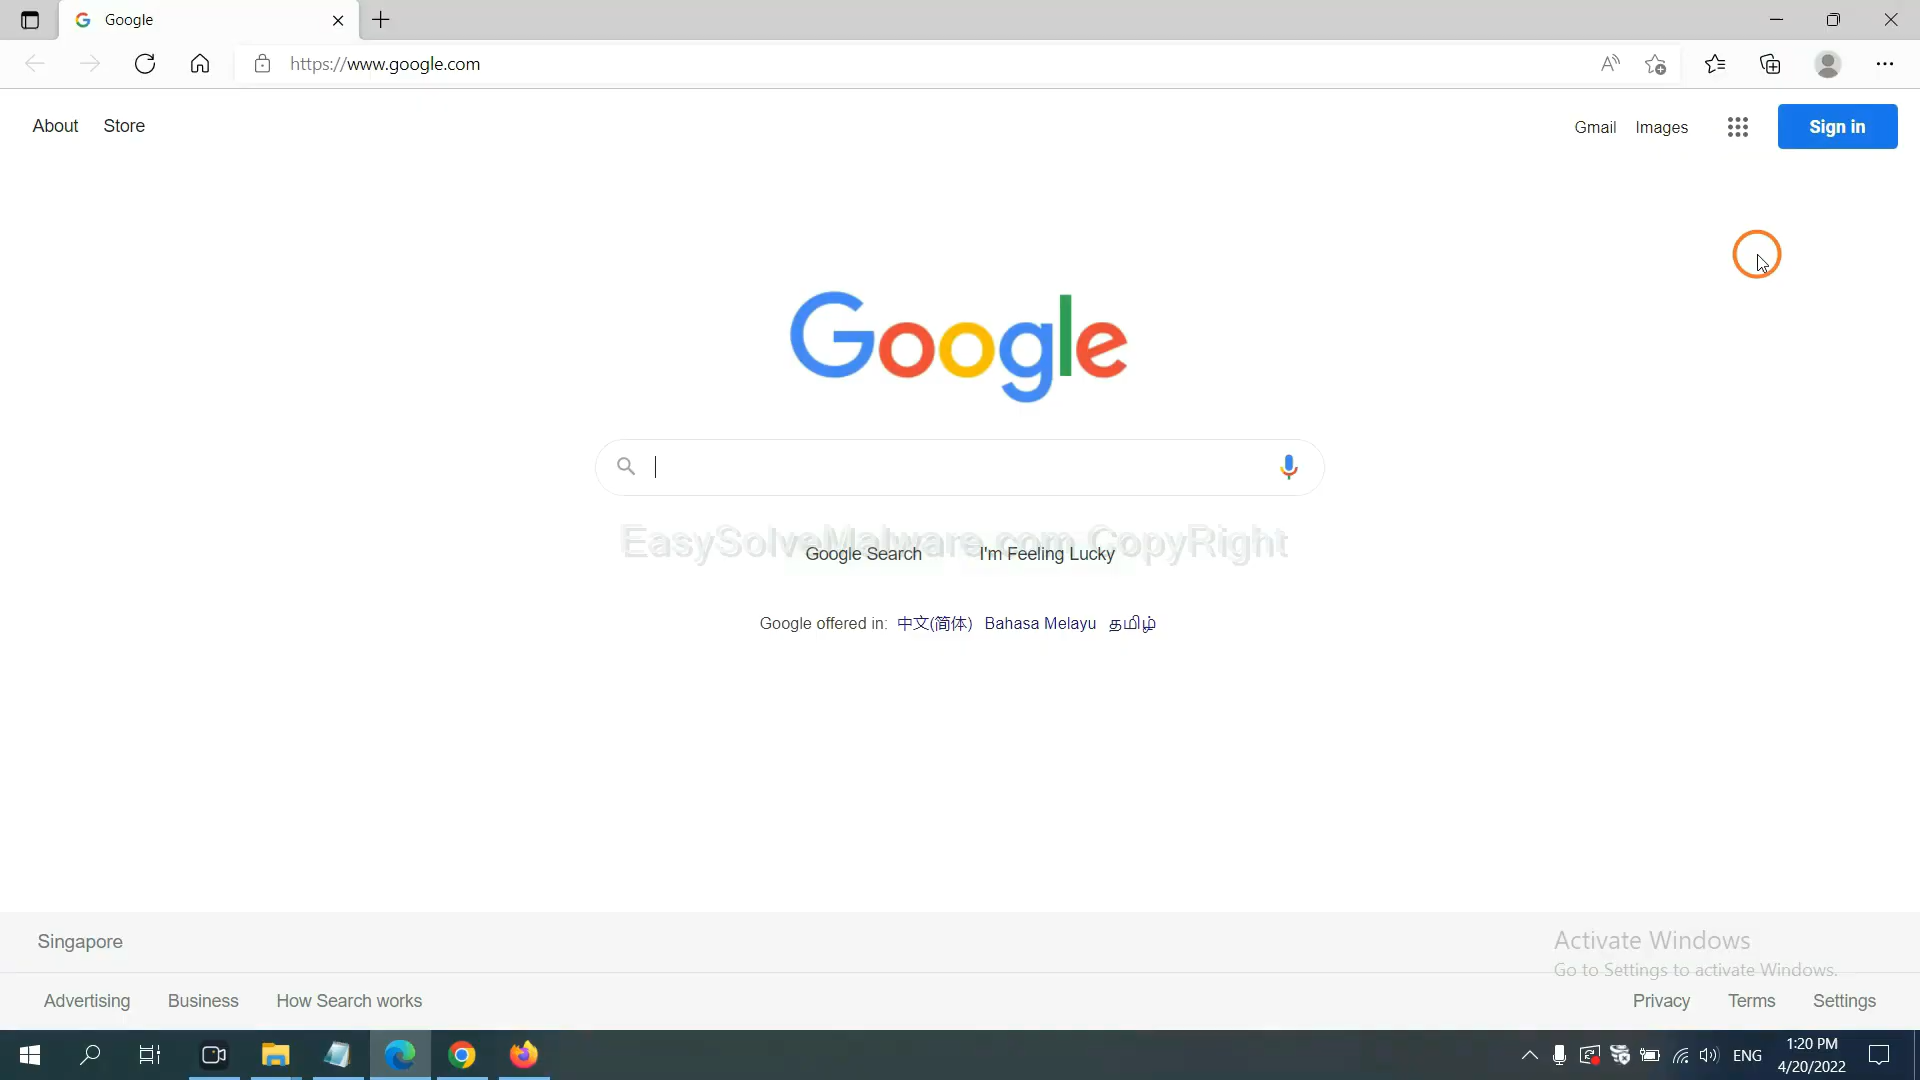 Google
https://www.google.com
About Store
Gmail Images Sign in
Google
EasySolveMalware.com CopyRight
Google Search I'm Feeling Lucky
Google offered in: 中文(简体) Bahasa Melayu தமிழ்
Singapore
Activate Windows
Go to Settings to activate Windows.
Advertising Business How Search works
Privacy Terms Settings
ENG
1:20 PM
4/20/2022